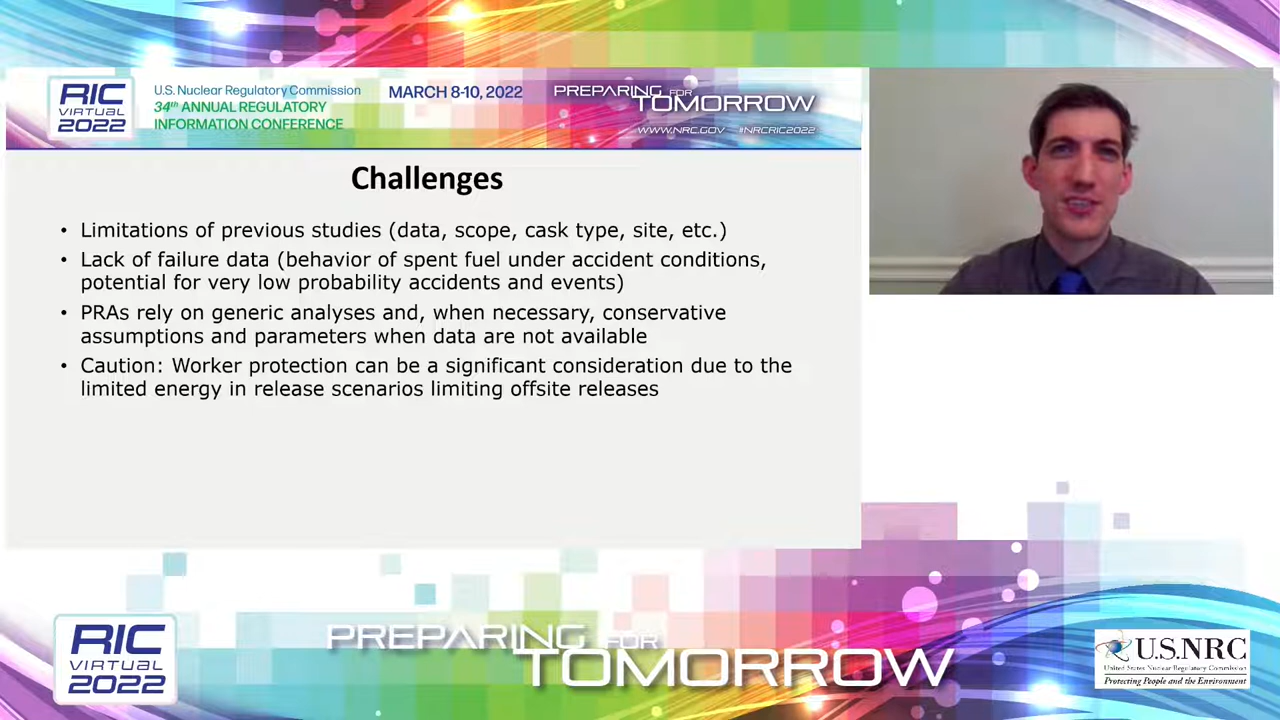 RIC
VIRTUAL
2022
U.S. Nuclear Regulatory Commission
34th ANNUAL REGULATORY
INFORMATION CONFERENCE
MARCH 8-10, 2022
PREPARING FOR
TOMORROW
WWW.NRC.GOV #NRCRIC2022
Challenges
• Limitations of previous studies (data, scope, cask type, site, etc.)
• Lack of failure data (behavior of spent fuel under accident conditions,
potential for very low probability accidents and events)
• PRAs rely on generic analyses and, when necessary, conservative
assumptions and parameters when data are not available
• Caution: Worker protection can be a significant consideration due to the
limited energy in release scenarios limiting offsite releases
RIC
VIRTUAL
2022
PREPARING FOR
TOMORROW
U.S.NRC
United States Nuclear Regulatory Commission
Protecting People and the Environment